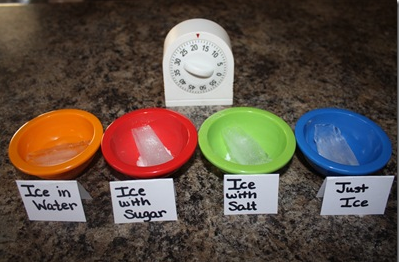 Ice in
Water
Ice
with
Sugar
Ice
with
Salt
Just
Ice